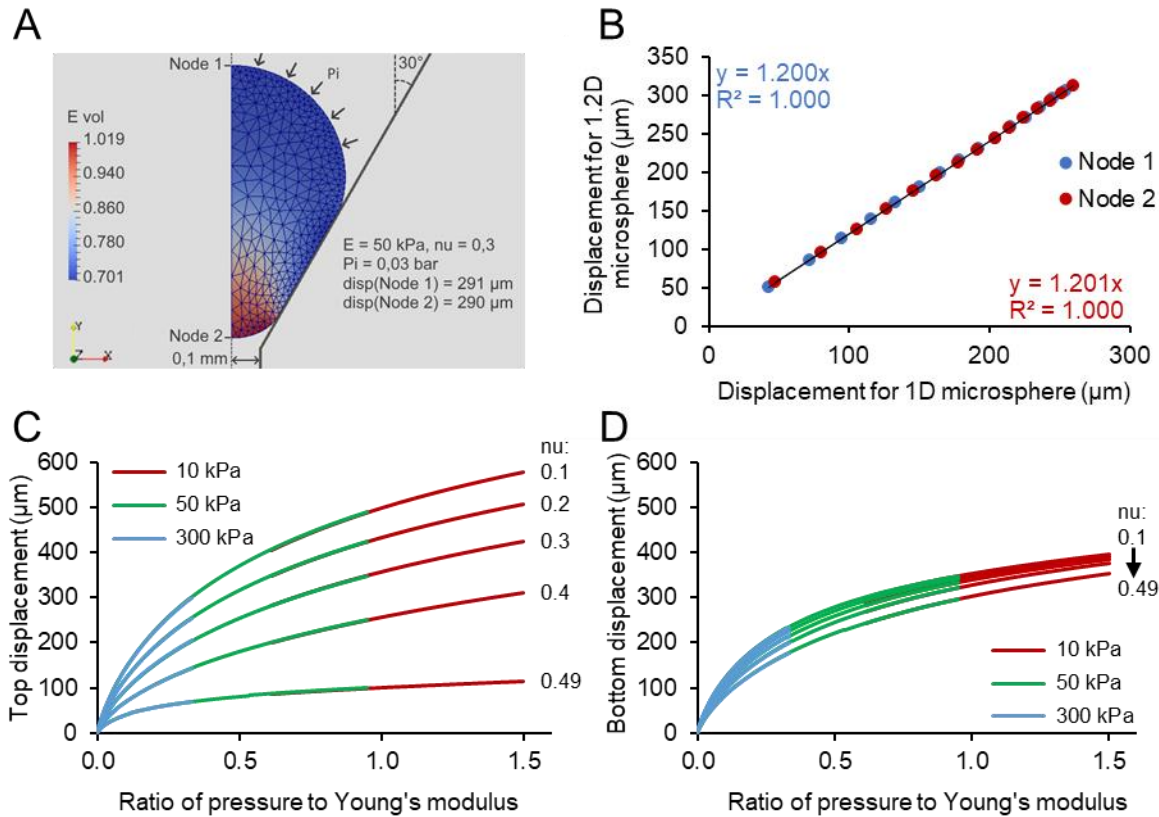 A
Node 1
Pi
30°
E vol
1.019
0.940
0.860
0.780
0.701
E = 50 kPa, nu = 0,3
Pi = 0,03 bar
disp(Node 1) = 291 µm
disp(Node 2) = 290 µm
Node 2
0,1 mm
Y
Z
X
B
Displacement for 1.2D
microsphere (µm)
350
300
250
200
150
100
50
0
y = 1.200x
R² = 1.000
Node 1
Node 2
y = 1.201x
R² = 1.000
0
100
200
300
Displacement for 1D microsphere (µm)
C
Top displacement (µm)
600
500
400
300
200
100
0
10 kPa
50 kPa
300 kPa
nu:
0.1
0.2
0.3
0.4
0.49
0.0
0.5
1.0
1.5
Ratio of pressure to Young's modulus
D
Bottom displacement (µm)
600
500
400
300
200
100
0
nu:
0.1
0.49
10 kPa
50 kPa
300 kPa
0.0
0.5
1.0
1.5
Ratio of pressure to Young's modulus